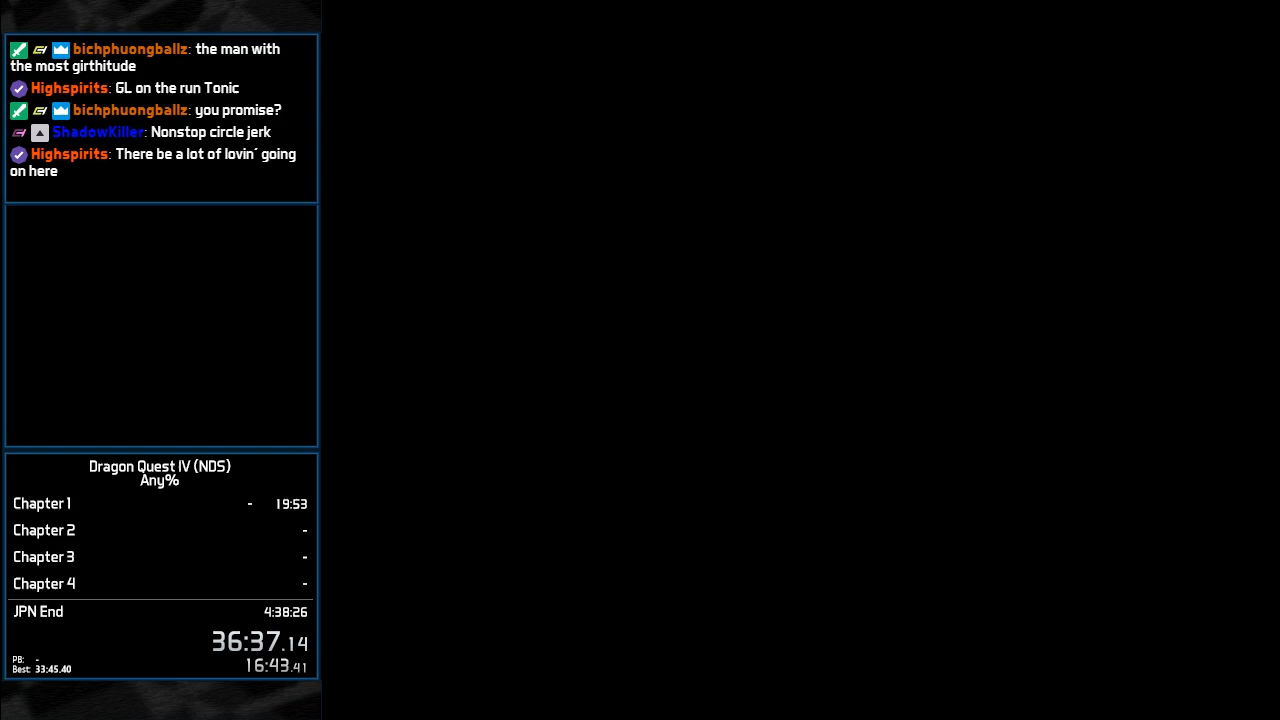 bichphuongballz: the man with
the most girthitude
Highspirits: GL on the run Tonic
bichphuongballz: you promise?
ShadowKiller: Nonstop circle jerk
Highspirits: There be a lot of lovin´ going
on here
Dragon Quest IV (NDS)
Any%
Chapter 1 - 19:53
Chapter 2 -
Chapter 3 -
Chapter 4 -
JPN End 4:38:26
36:37.14
PB: -
Best: 33:45.40
16:43.41